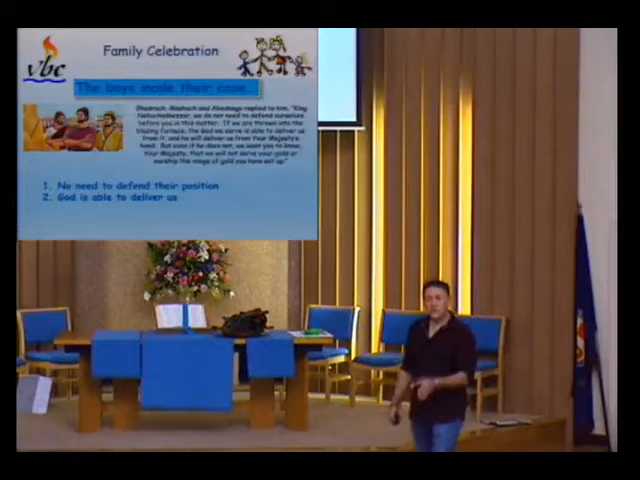 Family Celebration
vbc
The boys made their case...
Shadrach, Meshach and Abednego replied to him, "King
Nebuchadnezzar, we do not need to defend ourselves
before you in this matter. If we are thrown into the
blazing furnace, the God we serve is able to deliver us
from it, and he will deliver us from Your Majesty's
hand. But even if he does not, we want you to know,
Your Majesty, that we will not serve your gods or
worship the image of gold you have set up."
1. No need to defend their position
2. God is able to deliver us